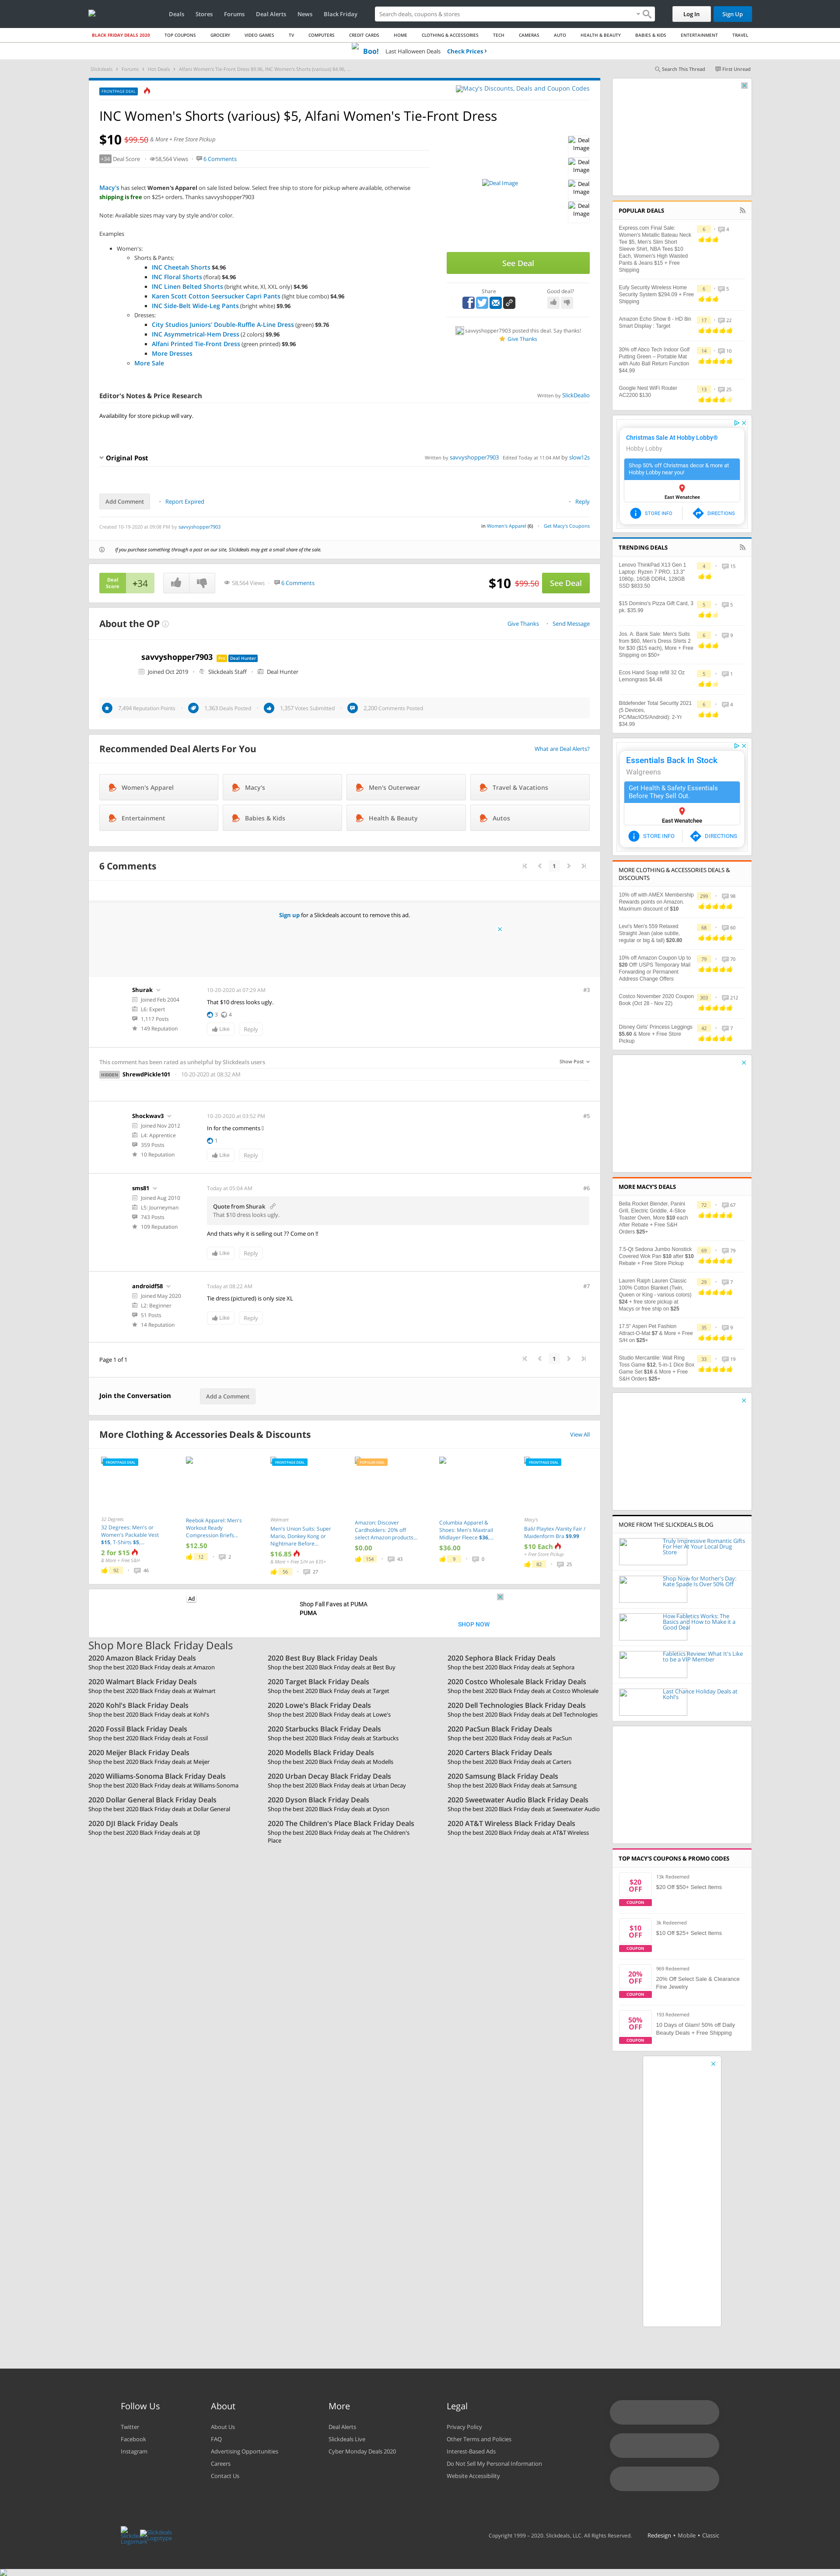 Deals Stores Forums Deal Alerts News Black Friday
Search deals, coupons & stores
Log In
Sign Up
BLACK FRIDAY DEALS 2020 TOP COUPONS GROCERY VIDEO GAMES TV COMPUTERS CREDIT CARDS HOME CLOTHING & ACCESSORIES TECH CAMERAS AUTO HEALTH & BEAUTY BABIES & KIDS ENTERTAINMENT TRAVEL
Boo! Last Halloween Deals Check Prices
Slickdeals Forums Hot Deals Alfani Women's Tie-Front Dress $9.96, INC Women's Shorts (various) $4.96, ...
Search This Thread First Unread
FRONTPAGE DEAL
Macy's Discounts, Deals and Coupon Codes
INC Women's Shorts (various) $5, Alfani Women's Tie-Front Dress
$10 $99.50 & More + Free Store Pickup
+34 Deal Score 58,564 Views 6 Comments
Macy's has select Women's Apparel on sale listed below. Select free ship to store for pickup where available, otherwise
shipping is free on $25+ orders. Thanks savvyshopper7903
Note: Available sizes may vary by style and/or color.
Examples
Women's:
Shorts & Pants:
INC Cheetah Shorts $4.96
INC Floral Shorts (floral) $4.96
INC Linen Belted Shorts (bright white, Xl, XXL only) $4.96
Karen Scott Cotton Seersucker Capri Pants (light blue combo) $4.96
INC Side-Belt Wide-Leg Pants (bright white) $9.96
Dresses:
City Studios Juniors' Double-Ruffle A-Line Dress (green) $9.76
INC Asymmetrical-Hem Dress (2 colors) $9.96
Alfani Printed Tie-Front Dress (green printed) $9.96
More Dresses
More Sale
Deal Image
Deal Image
Deal Image
Deal Image
Deal Image
See Deal
Share Good deal?
savvyshopper7903 posted this deal. Say thanks!
Give Thanks
Editor's Notes & Price Research
Written by SlickDealio
Availability for store pickup will vary.
Original Post
Written by savvyshopper7903 Edited Today at 11:04 AM by slow12s
Add Comment Report Expired Reply
Created 10-19-2020 at 09:08 PM by savvyshopper7903
in Women's Apparel (6) Get Macy's Coupons
If you purchase something through a post on our site, Slickdeals may get a small share of the sale.
Deal Score +34 58,564 Views 6 Comments
$10 $99.50 See Deal
About the OP
Give Thanks Send Message
savvyshopper7903 Pro Deal Hunter
Joined Oct 2019 Slickdeals Staff Deal Hunter
7,494 Reputation Points 1,363 Deals Posted 1,357 Votes Submitted 2,200 Comments Posted
Recommended Deal Alerts For You
What are Deal Alerts?
Women's Apparel Macy's Men's Outerwear Travel & Vacations
Entertainment Babies & Kids Health & Beauty Autos
6 Comments
1
Sign up for a Slickdeals account to remove this ad.
Shurak
Joined Feb 2004
L6: Expert
1,117 Posts
149 Reputation
10-20-2020 at 07:29 AM
#3
That $10 dress looks ugly.
3 4
Like Reply
This comment has been rated as unhelpful by Slickdeals users
Show Post
HIDDEN ShrewdPickle101 10-20-2020 at 08:32 AM
Shockwav3
Joined Nov 2012
L4: Apprentice
359 Posts
10 Reputation
10-20-2020 at 03:52 PM
#5
In for the comments
1
Like Reply
sms81
Joined Aug 2010
L5: Journeyman
743 Posts
109 Reputation
Today at 05:04 AM
#6
Quote from Shurak
That $10 dress looks ugly.
And thats why it is selling out ?? Come on !!
Like Reply
androidf58
Joined May 2020
L2: Beginner
51 Posts
14 Reputation
Today at 08:22 AM
#7
Tie dress (pictured) is only size XL
Like Reply
Page 1 of 1
1
Join the Conversation Add a Comment
More Clothing & Accessories Deals & Discounts
View All
FRONTPAGE DEAL
32 Degrees
32 Degrees: Men's or Women's Packable Vest $15, T-Shirts $5,...
2 for $15
& More + Free S&H
92 46
Reebok Apparel: Men's Workout Ready Compression Briefs...
$12.50
12 2
FRONTPAGE DEAL
Walmart
Men's Union Suits: Super Mario, Donkey Kong or Nightmare Before...
$16.85
& More + Free S/H on $35+
56 27
POPULAR DEAL
Amazon: Discover Cardholders: 20% off select Amazon products...
$0.00
154 43
Columbia Apparel & Shoes: Men's Maxtrail Midlayer Fleece $36,...
$36.00
9 0
FRONTPAGE DEAL
Macy's
Bali/ Playtex /Vanity Fair / Maidenform Bra $9.99
$10 Each
+ Free Store Pickup
82 25
Ad
Shop Fall Faves at PUMA
PUMA
SHOP NOW
Shop More Black Friday Deals
2020 Amazon Black Friday Deals
Shop the best 2020 Black Friday deals at Amazon
2020 Best Buy Black Friday Deals
Shop the best 2020 Black Friday deals at Best Buy
2020 Sephora Black Friday Deals
Shop the best 2020 Black Friday deals at Sephora
2020 Walmart Black Friday Deals
Shop the best 2020 Black Friday deals at Walmart
2020 Target Black Friday Deals
Shop the best 2020 Black Friday deals at Target
2020 Costco Wholesale Black Friday Deals
Shop the best 2020 Black Friday deals at Costco Wholesale
2020 Kohl's Black Friday Deals
Shop the best 2020 Black Friday deals at Kohl's
2020 Lowe's Black Friday Deals
Shop the best 2020 Black Friday deals at Lowe's
2020 Dell Technologies Black Friday Deals
Shop the best 2020 Black Friday deals at Dell Technologies
2020 Fossil Black Friday Deals
Shop the best 2020 Black Friday deals at Fossil
2020 Starbucks Black Friday Deals
Shop the best 2020 Black Friday deals at Starbucks
2020 PacSun Black Friday Deals
Shop the best 2020 Black Friday deals at PacSun
2020 Meijer Black Friday Deals
Shop the best 2020 Black Friday deals at Meijer
2020 Modells Black Friday Deals
Shop the best 2020 Black Friday deals at Modells
2020 Carters Black Friday Deals
Shop the best 2020 Black Friday deals at Carters
2020 Williams-Sonoma Black Friday Deals
Shop the best 2020 Black Friday deals at Williams-Sonoma
2020 Urban Decay Black Friday Deals
Shop the best 2020 Black Friday deals at Urban Decay
2020 Samsung Black Friday Deals
Shop the best 2020 Black Friday deals at Samsung
2020 Dollar General Black Friday Deals
Shop the best 2020 Black Friday deals at Dollar General
2020 Dyson Black Friday Deals
Shop the best 2020 Black Friday deals at Dyson
2020 Sweetwater Audio Black Friday Deals
Shop the best 2020 Black Friday deals at Sweetwater Audio
2020 DJI Black Friday Deals
Shop the best 2020 Black Friday deals at DJI
2020 The Children's Place Black Friday Deals
Shop the best 2020 Black Friday deals at The Children's Place
2020 AT&T Wireless Black Friday Deals
Shop the best 2020 Black Friday deals at AT&T Wireless
POPULAR DEALS
Express.com Final Sale: Women's Metallic Bateau Neck Tee $5, Men's Slim Short Sleeve Shirt, NBA Tees $10 Each, Women's High Waisted Pants & Jeans $15 + Free Shipping
6 4
Eufy Security Wireless Home Security System $294.09 + Free Shipping
6 5
Amazon Echo Show 8 - HD 8in Smart Display : Target
17 22
30% off Abco Tech Indoor Golf Putting Green – Portable Mat with Auto Ball Return Function $44.99
14 10
Google Nest WiFi Router AC2200 $130
13 25
Christmas Sale At Hobby Lobby®
Hobby Lobby
Shop 50% off Christmas decor & more at Hobby Lobby near you!
East Wenatchee
STORE INFO DIRECTIONS
TRENDING DEALS
Lenovo ThinkPad X13 Gen 1 Laptop: Ryzen 7 PRO, 13.3" 1080p, 16GB DDR4, 128GB SSD $833.50
4 15
$15 Domino's Pizza Gift Card, 3 pk. $35.99
5 5
Jos. A. Bank Sale: Men's Suits from $60, Men's Dress Shirts 2 for $30 ($15 each), More + Free Shipping on $50+
6 9
Ecos Hand Soap refill 32 Oz Lemongrass $4.48
5 1
Bitdefender Total Security 2021 (5 Devices, PC/Mac/iOS/Android): 2-Yr $34.99
6 4
Essentials Back In Stock
Walgreens
Get Health & Safety Essentials Before They Sell Out.
East Wenatchee
STORE INFO DIRECTIONS
MORE CLOTHING & ACCESSORIES DEALS & DISCOUNTS
10% off with AMEX Membership Rewards points on Amazon. Maximum discount of $10
299 98
Levi's Men's 559 Relaxed Straight Jean (aloe subtle, regular or big & tall) $20.80
68 60
10% off Amazon Coupon Up to $20 Off! USPS Temporary Mail Forwarding or Permanent Address Change Offers
79 70
Costco November 2020 Coupon Book (Oct 28 - Nov 22)
303 212
Disney Girls' Princess Leggings $5.60 & More + Free Store Pickup
42 7
MORE MACY'S DEALS
Bella Rocket Blender, Panini Grill, Electric Griddle, 4-Slice Toaster Oven, More $10 each After Rebate + Free S&H Orders $25+
72 67
7.5-Qt Sedona Jumbo Nonstick Covered Wok Pan $10 after $10 Rebate + Free Store Pickup
69 79
Lauren Ralph Lauren Classic 100% Cotton Blanket (Twin, Queen or King - various colors) $24 + free store pickup at Macys or free ship on $25
29 7
17.5" Aspen Pet Fashion Attract-O-Mat $7 & More + Free S/H on $25+
35 9
Studio Mercantile: Wall Ring Toss Game $12, 5-in-1 Dice Box Game Set $16 & More + Free S&H Orders $25+
33 19
MORE FROM THE SLICKDEALS BLOG
Truly Impressive Romantic Gifts For Her At Your Local Drug Store
Shop Now for Mother's Day: Kate Spade Is Over 50% Off
How Fabletics Works: The Basics and How to Make it a Good Deal
Fabletics Review: What It's Like to be a VIP Member
Last Chalice Holiday Deals at Kohl's
TOP MACY'S COUPONS & PROMO CODES
$20 OFF COUPON
13k Redeemed
$20 Off $50+ Select Items
$10 OFF COUPON
3k Redeemed
$10 Off $25+ Select Items
20% OFF COUPON
969 Redeemed
20% Off Select Sale & Clearance Fine Jewelry
50% OFF COUPON
193 Redeemed
10 Days of Glam! 50% off Daily Beauty Deals + Free Shipping
Follow Us
Twitter
Facebook
Instagram
About
About Us
FAQ
Advertising Opportunities
Careers
Contact Us
More
Deal Alerts
Slickdeals Live
Cyber Monday Deals 2020
Legal
Privacy Policy
Other Terms and Policies
Interest-Based Ads
Do Not Sell My Personal Information
Website Accessibility
Slickdeals Logomark
Slickdeals Logotype
Copyright 1999 - 2020. Slickdeals, LLC. All Rights Reserved. Redesign • Mobile • Classic